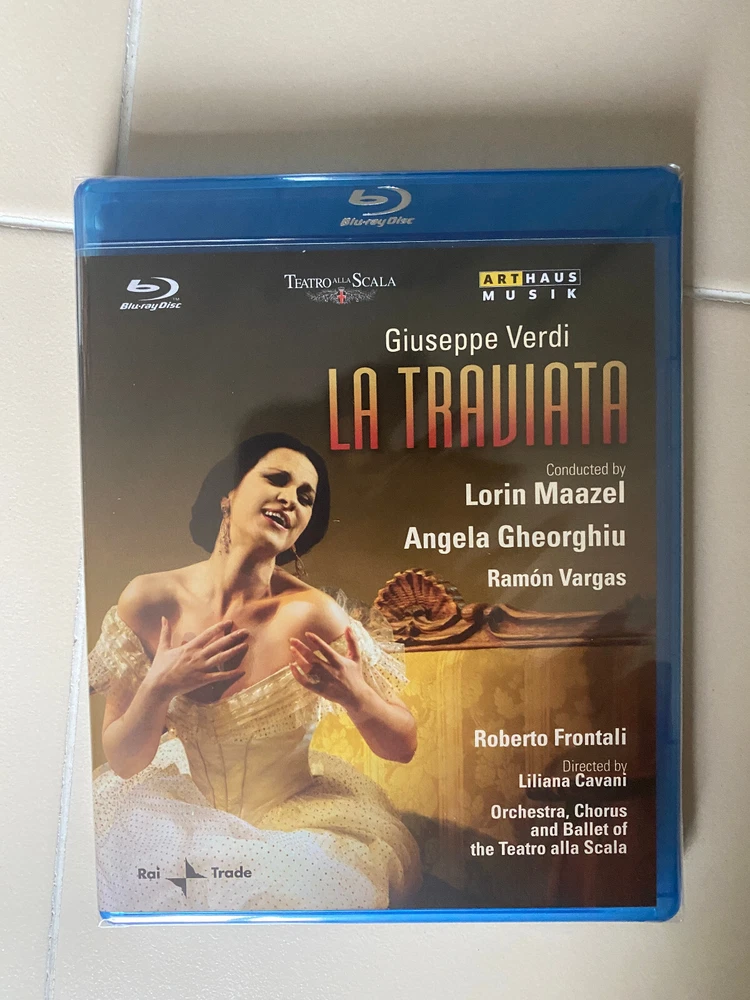 Blu-ray Disc
Blu-ray Disc
TEATRO ALLA SCALA
ARTHAUS
MUSIK
Giuseppe Verdi
LA TRAVIATA
Conducted by
Lorin Maazel
Angela Gheorghiu
Ramón Vargas
Roberto Frontali
Directed by
Liliana Cavani
Orchestra, Chorus
and Ballet of
the Teatro alla Scala
Rai Trade